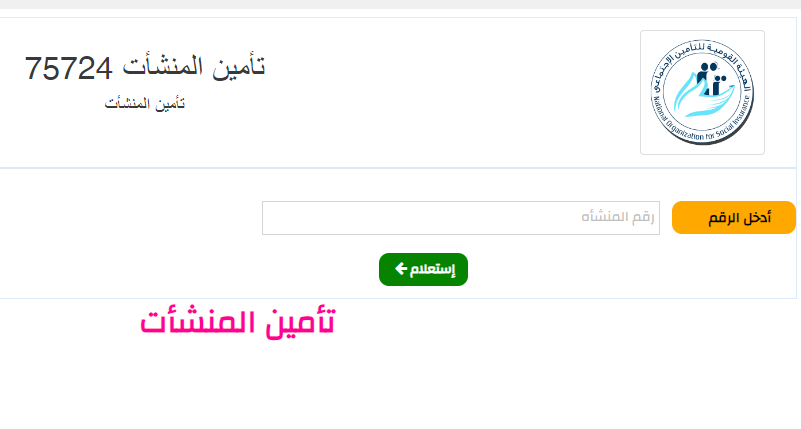 الهيئة القومية للتأمين الاجتماعى
National Organization for Social Insurance
تأمين المنشأت 75724
تأمين المنشأت
أدخل الرقم
رقم المنشأه
إستعلام
تأمين المنشأت